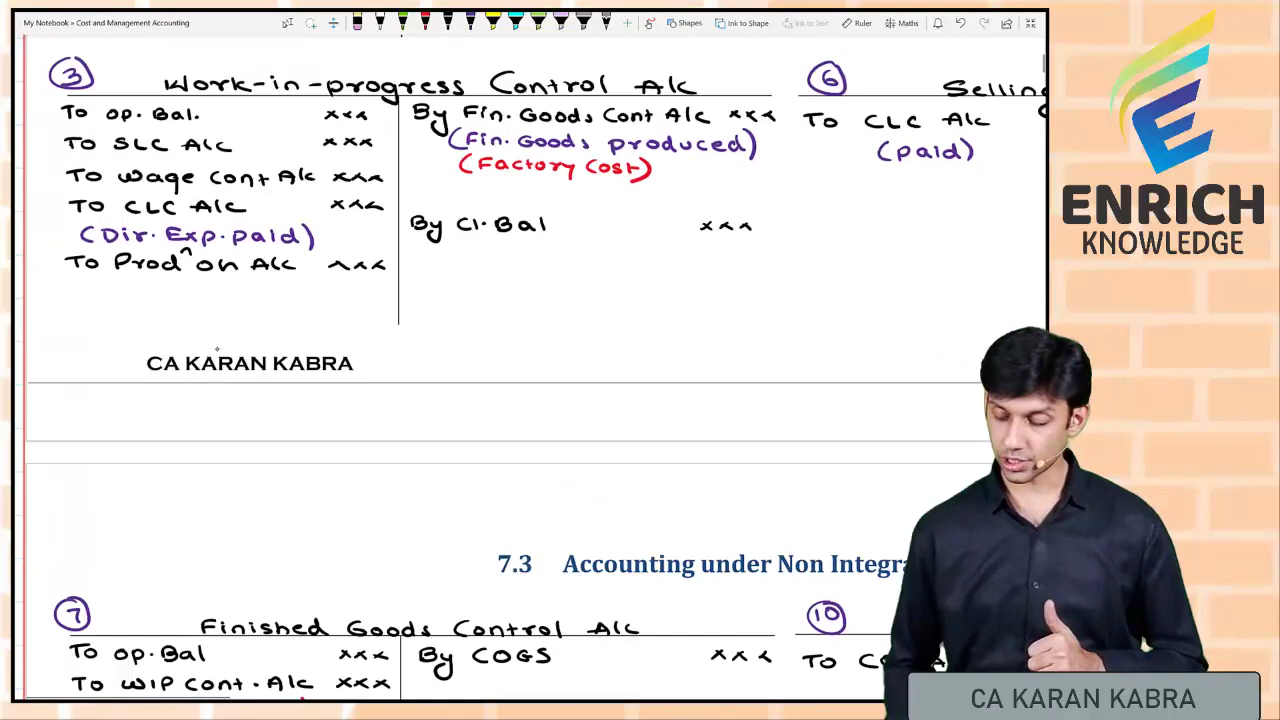 My Notebook » Cost and Management Accounting
Shapes
Ink to Shape
Ink to Text
Ruler
Maths
3
Work-in-progress Control A/c
To Op. Bal. xxx
To SLC A/c xxx
To Wage Cont A/c xxx
To CLC A/c xxx
(Dir. Exp. paid)
To Prod^n OH A/c xxx
By Fin. Goods Cont A/c xxx
(Fin. Goods produced)
(Factory Cost)
By Cl. Bal xxx
6
Selling
To CLC A/c
(paid)
ENRICH
KNOWLEDGE
CA KARAN KABRA
7.3 Accounting under Non Integra
7
Finished Goods Control A/c
To Op. Bal xxx
To WIP Cont. A/c xxx
By COGS xxx
10
To
CA KARAN KABRA